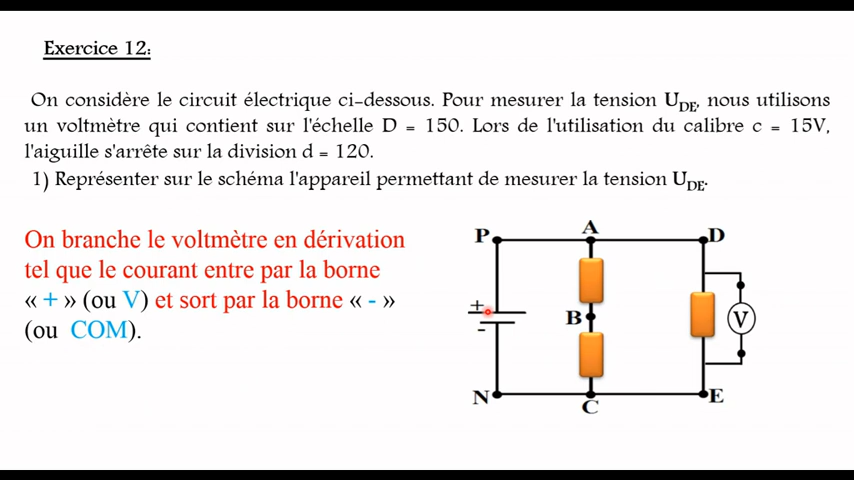 Exercice 12:
On considère le circuit électrique ci-dessous. Pour mesurer la tension U_DE, nous utilisons
un voltmètre qui contient sur l'échelle D = 150. Lors de l'utilisation du calibre c = 15V,
l'aiguille s'arrête sur la division d = 120.
1) Représenter sur le schéma l'appareil permettant de mesurer la tension U_DE.
On branche le voltmètre en dérivation
tel que le courant entre par la borne
« + » (ou V) et sort par la borne « - »
(ou COM).
P
A
D
+
-
B
V
N
C
E